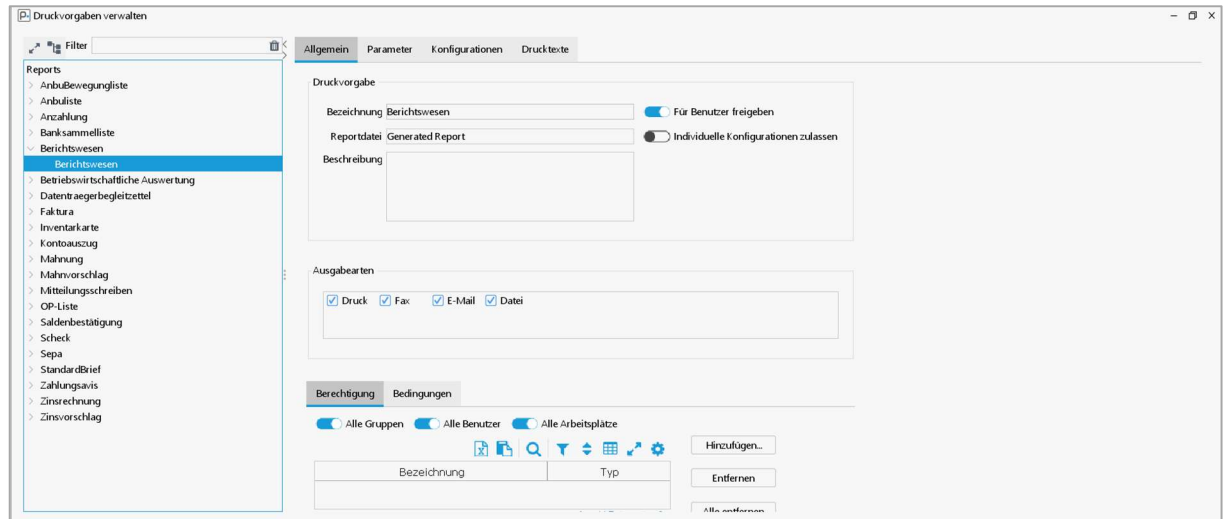 Druckvorgaben verwalten
Filter
Reports
AnbuBewegungliste
Anbuliste
Anzahlung
Banksammelliste
Berichtswesen
Berichtswesen
Betriebswirtschaftliche Auswertung
Datentraegerbegleitzettel
Faktura
Inventarkarte
Kontoauszug
Mahnung
Mahnvorschlag
Mitteilungsschreiben
OP-Liste
Saldenbestätigung
Scheck
Sepa
StandardBrief
Zahlungsavis
Zinsrechnung
Zinsvorschlag
Allgemein Parameter Konfigurationen Drucktexte
Druckvorgabe
Bezeichnung Berichtswesen Für Benutzer freigeben
Reportdatei Generated Report Individuelle Konfigurationen zulassen
Beschreibung
Ausgabearten
Druck Fax E-Mail Datei
Berechtigung Bedingungen
Alle Gruppen Alle Benutzer Alle Arbeitsplätze
Hinzufügen...
Bezeichnung Typ
Entfernen
Alle entfernen